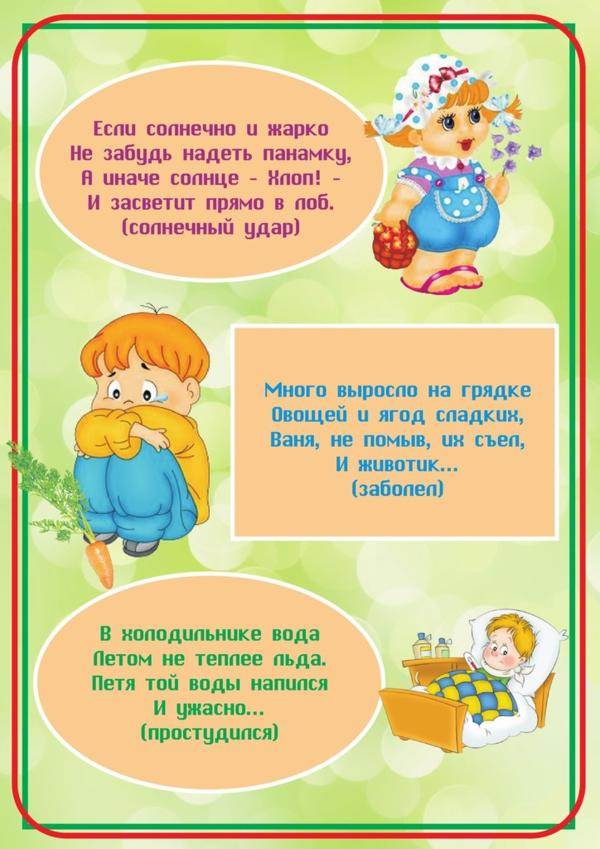 Если солнечно и жарко
Не забудь надеть панамку,
А иначе солнце - Хлоп! -
И засветит прямо в лоб.
(солнечный удар)
Много выросло на грядке
Овощей и ягод сладких,
Ваня, не помыв, их съел,
И животик...
(заболел)
В холодильнике вода
Летом не теплее льда.
Петя той воды напился
И ужасно...
(простудился)